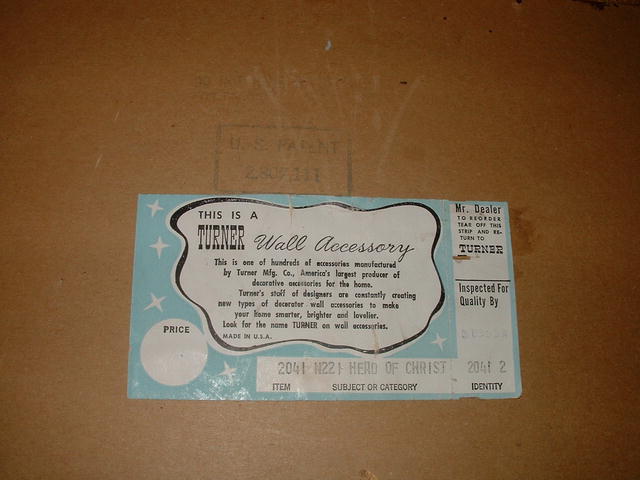 U.S. PATENT
THIS IS A
TURNER Wall Accessory
This is one of hundreds of accessories manufactured
by Turner Mfg. Co., America's largest producer of
decorative accessories for the home.
Turner's staff of designers are constantly creating
new types of decorator wall accessories to make
your home smarter, brighter and lovelier.
Look for the name TURNER on wall accessories.
MADE IN U.S.A.
PRICE
2041 N221 HEAD OF CHRIST
ITEM SUBJECT OR CATEGORY
Mr. Dealer
TO REORDER
TEAR OFF THIS
STRIP AND RE-
TURN TO
TURNER
Inspected For
Quality By
2041 2
IDENTITY